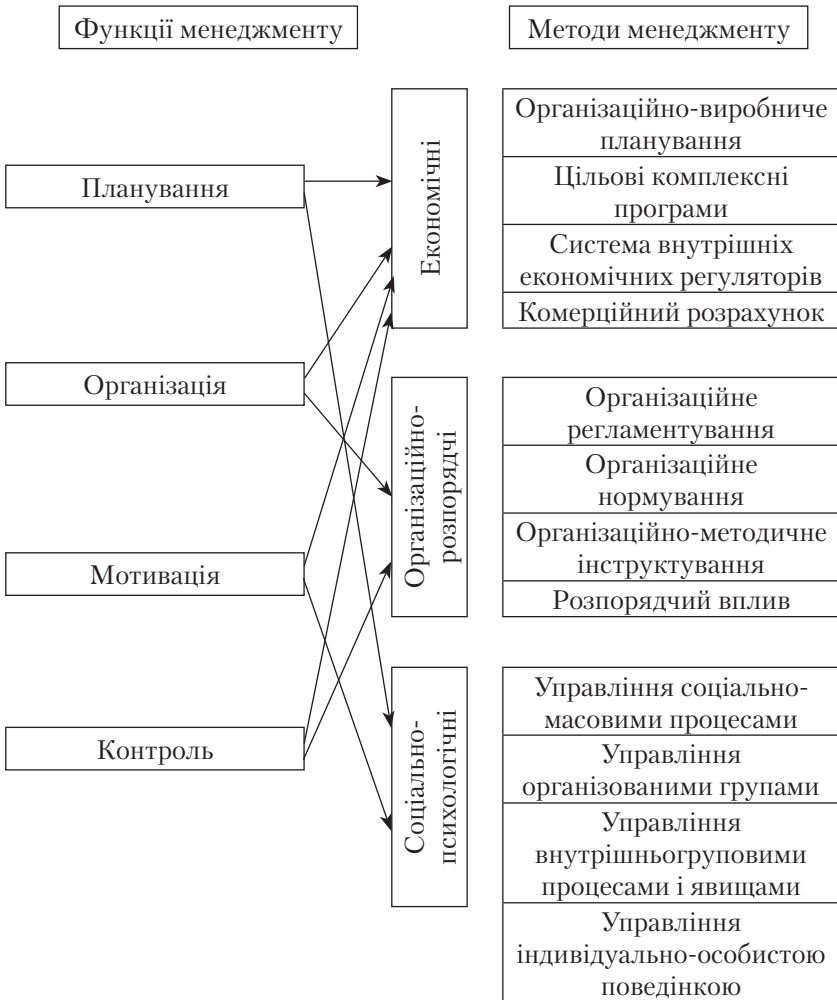 Функції менеджменту
Методи менеджменту
Планування
Організація
Мотивація
Контроль
Економічні
Організаційно-виробниче
планування
Цільові комплексні
програми
Система внутрішніх
економічних регуляторів
Комерційний розрахунок
Організаційно-
розпорядчі
Організаційне
регламентування
Організаційне
нормування
Організаційно-методичне
інструктування
Розпорядчий вплив
Соціально-
психологічні
Управління соціально-
масовими процесами
Управління
організованими групами
Управління
внутрішньогруповими
процесами і явищами
Управління
індивідуально-особистою
поведінкою